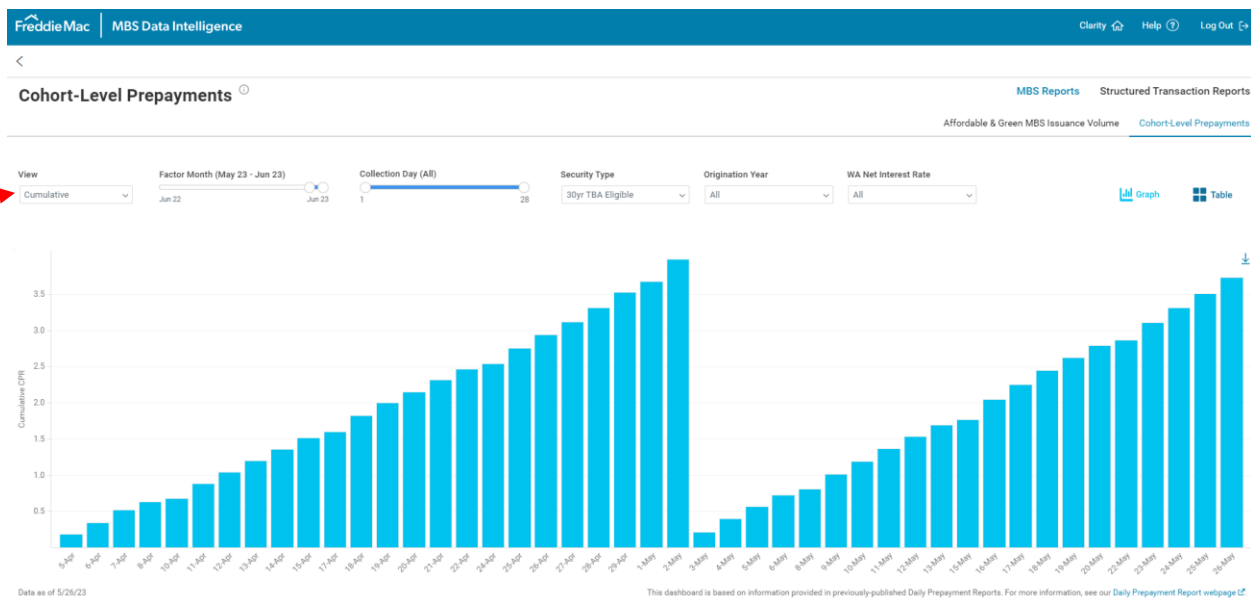 Freddie Mac MBS Data Intelligence Clarity Help ? Log Out
Cohort-Level Prepayments
MBS Reports Structured Transaction Reports
Affordable & Green MBS Issuance Volume Cohort-Level Prepayments
View Factor Month (May 23 - Jun 23) Collection Day (All) Security Type Origination Year WA Net Interest Rate
Cumulative Jun 22 Jun 23 1 28 30yr TBA Eligible All All Graph Table
Cumulative CPR
3.5
3.0
2.5
2.0
1.5
1.0
0.5
5-Apr 6-Apr 7-Apr 8-Apr 10-Apr 11-Apr 12-Apr 13-Apr 14-Apr 15-Apr 17-Apr 18-Apr 19-Apr 20-Apr 21-Apr 22-Apr 24-Apr 25-Apr 26-Apr 27-Apr 28-Apr 29-Apr 1-May 2-May 3-May 4-May 5-May 6-May 8-May 9-May 10-May 11-May 12-May 13-May 15-May 16-May 17-May 18-May 19-May 20-May 22-May 23-May 24-May 25-May 26-May
Data as of 5/26/23 This dashboard is based on information provided in previously-published Daily Prepayment Reports. For more information, see our Daily Prepayment Report webpage